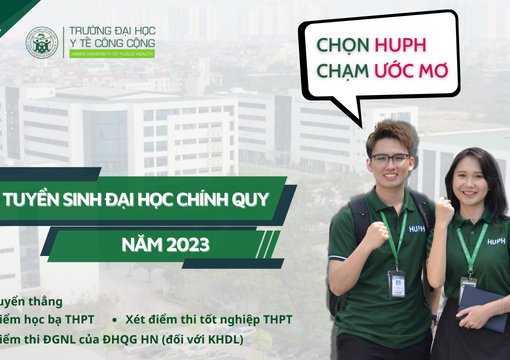 TRƯỜNG ĐẠI HỌC
Y TẾ CÔNG CỘNG
HANOI UNIVERSITY OF PUBLIC HEALTH
CHỌN HUPH
CHẠM ƯỚC MƠ
TUYỂN SINH ĐẠI HỌC CHÍNH QUY
NĂM 2023
HUPH
HUPH
uyển thẳng
iểm học bạ THPT • Xét điểm thi tốt nghiệp THPT
iểm thi ĐGNL của ĐHQG HN (đối với KHDL)